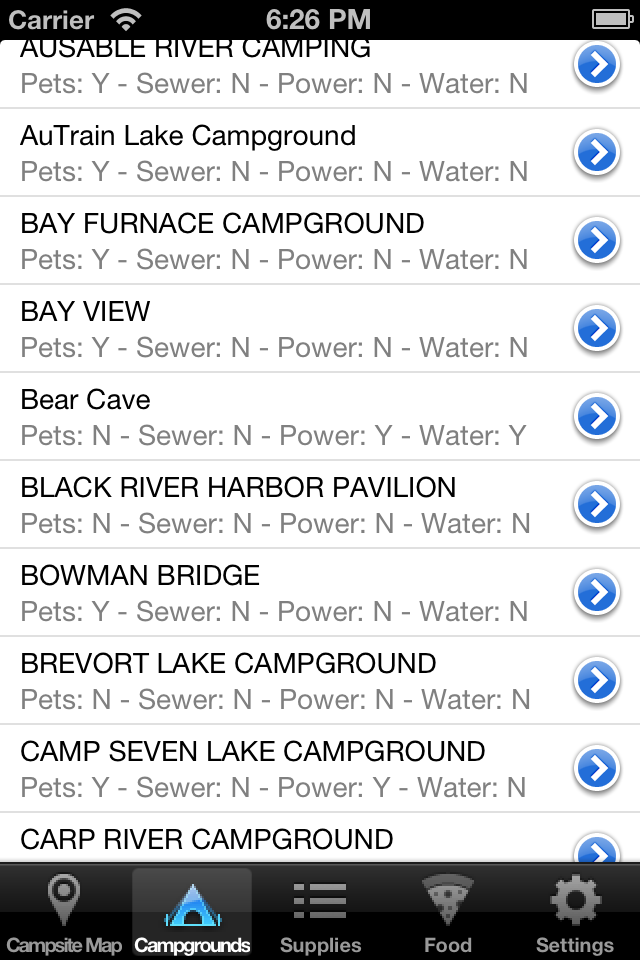 Carrier 6:26 PM
AUSABLE RIVER CAMPING
Pets: Y - Sewer: N - Power: N - Water: N
AuTrain Lake Campground
Pets: Y - Sewer: N - Power: N - Water: N
BAY FURNACE CAMPGROUND
Pets: Y - Sewer: N - Power: N - Water: N
BAY VIEW
Pets: Y - Sewer: N - Power: N - Water: N
Bear Cave
Pets: N - Sewer: N - Power: Y - Water: Y
BLACK RIVER HARBOR PAVILION
Pets: N - Sewer: N - Power: N - Water: N
BOWMAN BRIDGE
Pets: Y - Sewer: N - Power: N - Water: N
BREVORT LAKE CAMPGROUND
Pets: N - Sewer: N - Power: N - Water: N
CAMP SEVEN LAKE CAMPGROUND
Pets: Y - Sewer: N - Power: Y - Water: N
CARP RIVER CAMPGROUND
Campsite Map Campgrounds Supplies Food Settings